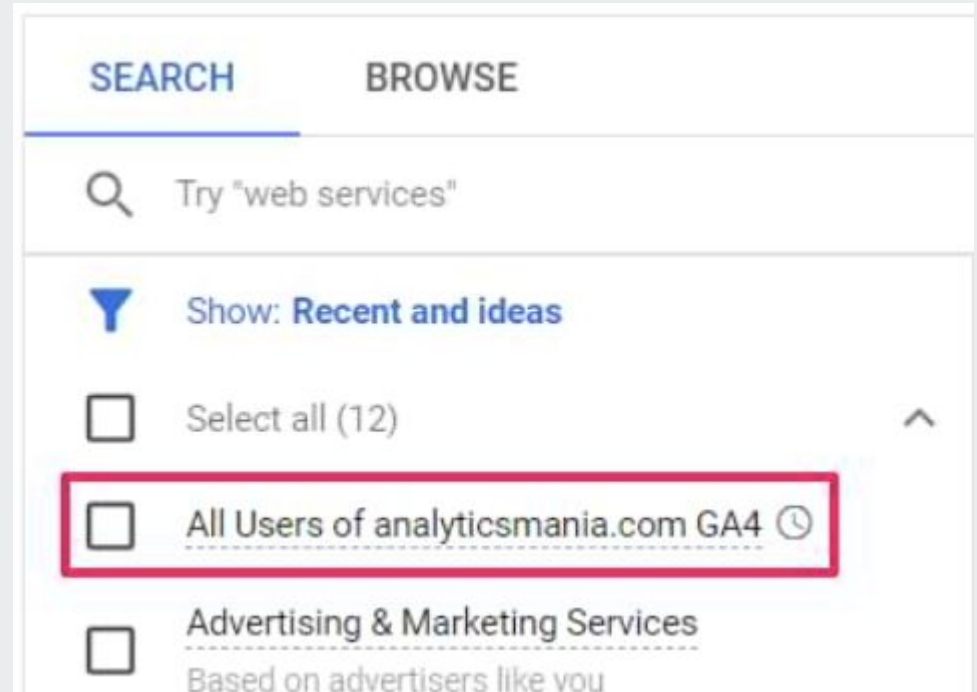 SEARCH BROWSE
Try "web services"
Show: Recent and ideas
Select all (12)
All Users of analyticsmania.com GA4
Advertising & Marketing Services
Based on advertisers like you